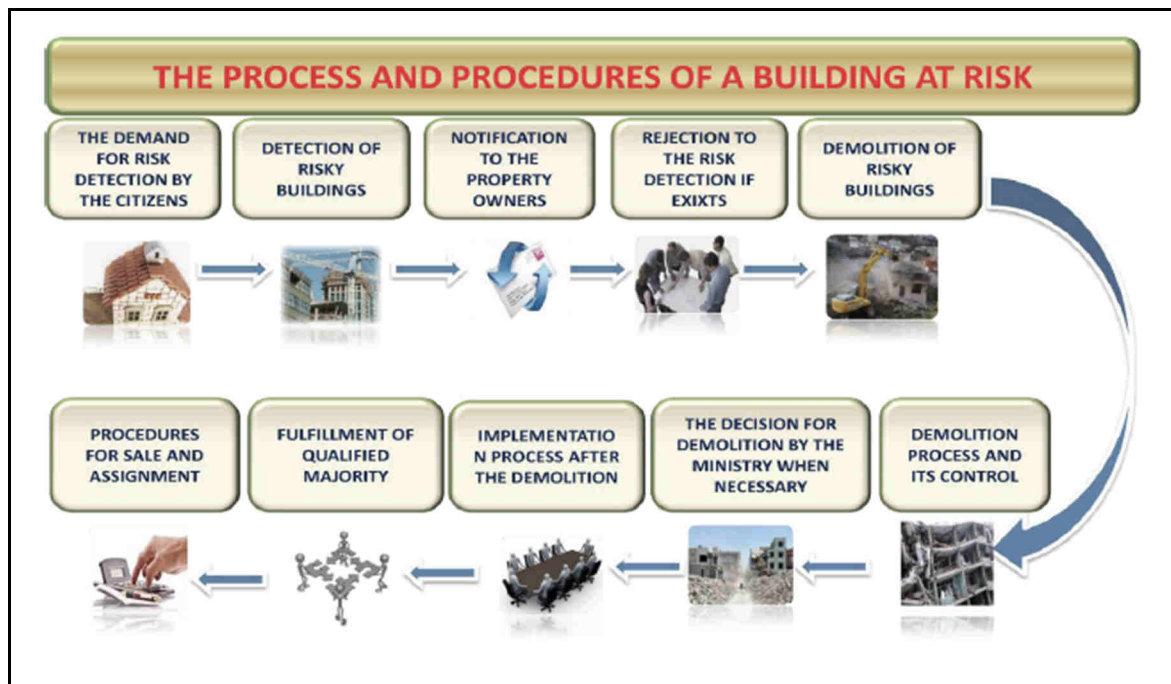 THE PROCESS AND PROCEDURES OF A BUILDING AT RISK
THE DEMAND
FOR RISK
DETECTION BY
THE CITIZENS
DETECTION OF
RISKY
BUILDINGS
NOTIFICATION
TO THE
PROPERTY
OWNERS
REJECTION TO
THE RISK
DETECTION IF
EXIXTS
DEMOLITION OF
RISKY
BUILDINGS
DEMOLITION
PROCESS AND
ITS CONTROL
THE DECISION FOR
DEMOLITION BY THE
MINISTRY WHEN
NECESSARY
IMPLEMENTATIO
N PROCESS AFTER
THE DEMOLITION
FULFILLMENT OF
QUALIFIED
MAJORITY
PROCEDURES
FOR SALE AND
ASSIGNMENT